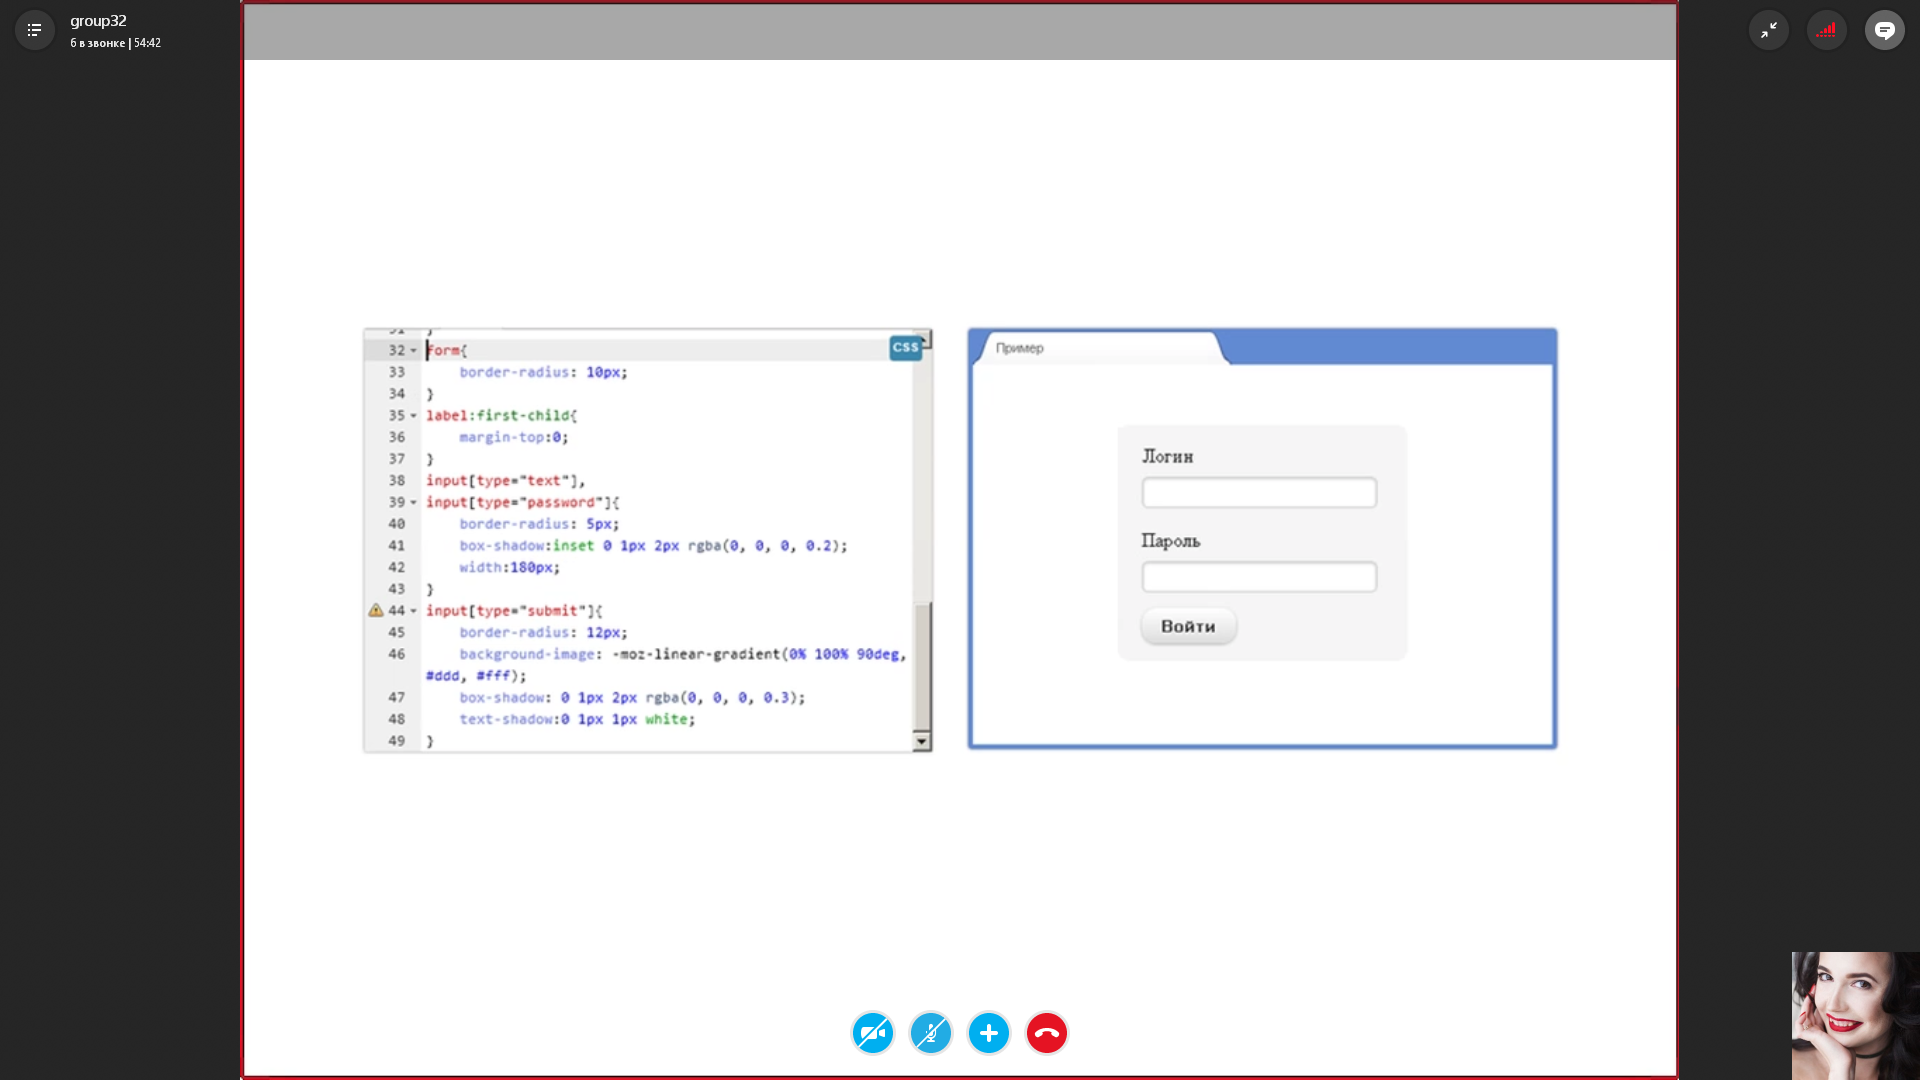 group32
6 в звонке | 54:42
32 form{
33 border-radius: 10px;
34 }
35 label:first-child{
36 margin-top:0;
37 }
38 input[type="text"],
39 input[type="password"]{
40 border-radius: 5px;
41 box-shadow:inset 0 1px 2px rgba(0, 0, 0, 0.2);
42 width:180px;
43 }
44 input[type="submit"]{
45 border-radius: 12px;
46 background-image: -moz-linear-gradient(0% 100% 90deg,
#ddd, #fff);
47 box-shadow: 0 1px 2px rgba(0, 0, 0, 0.3);
48 text-shadow:0 1px 1px white;
49 }
CSS
Пример
Логин
Пароль
Войти